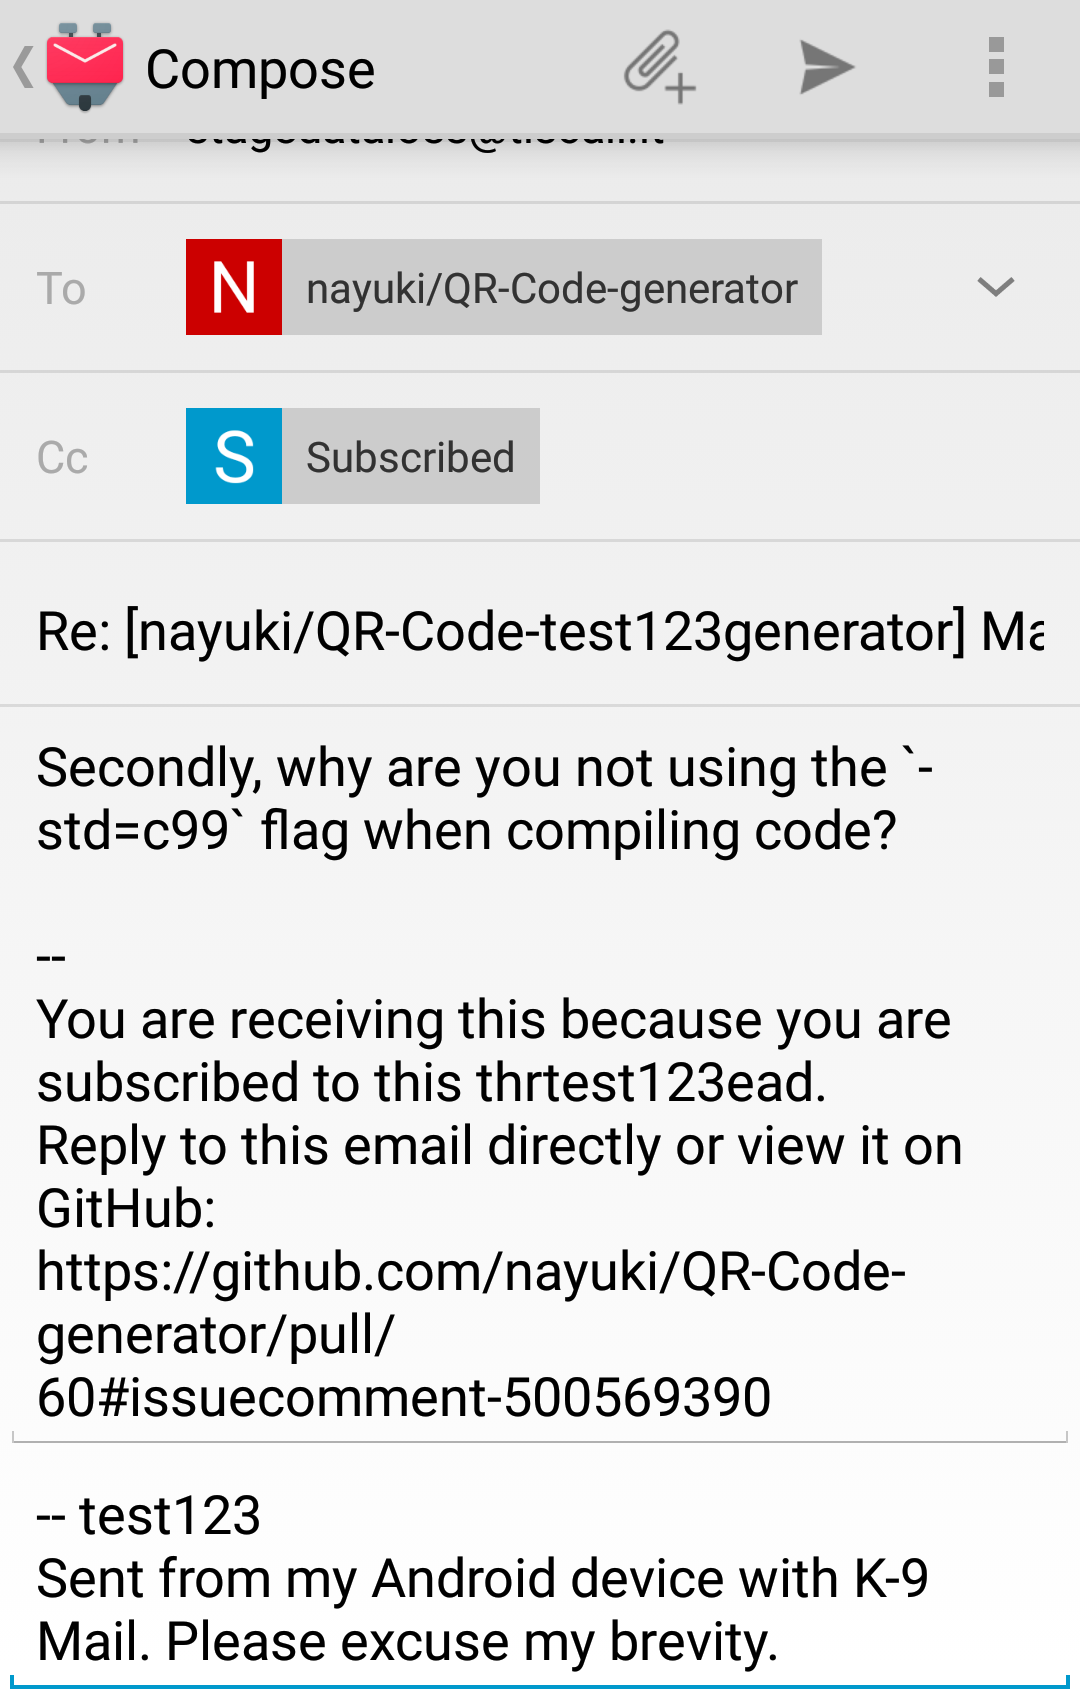 Compose
To
N nayuki/QR-Code-generator
Cc
S Subscribed
Re: [nayuki/QR-Code-test123generator]
Secondly, why are you not using the `-
std=c99` flag when compiling code?
--
You are receiving this because you are
subscribed to this thrtest123ead.
Reply to this email directly or view it on
GitHub:
https://github.com/nayuki/QR-Code-
generator/pull/
60#issuecomment-500569390
-- test123
Sent from my Android device with K-9
Mail. Please excuse my brevity.